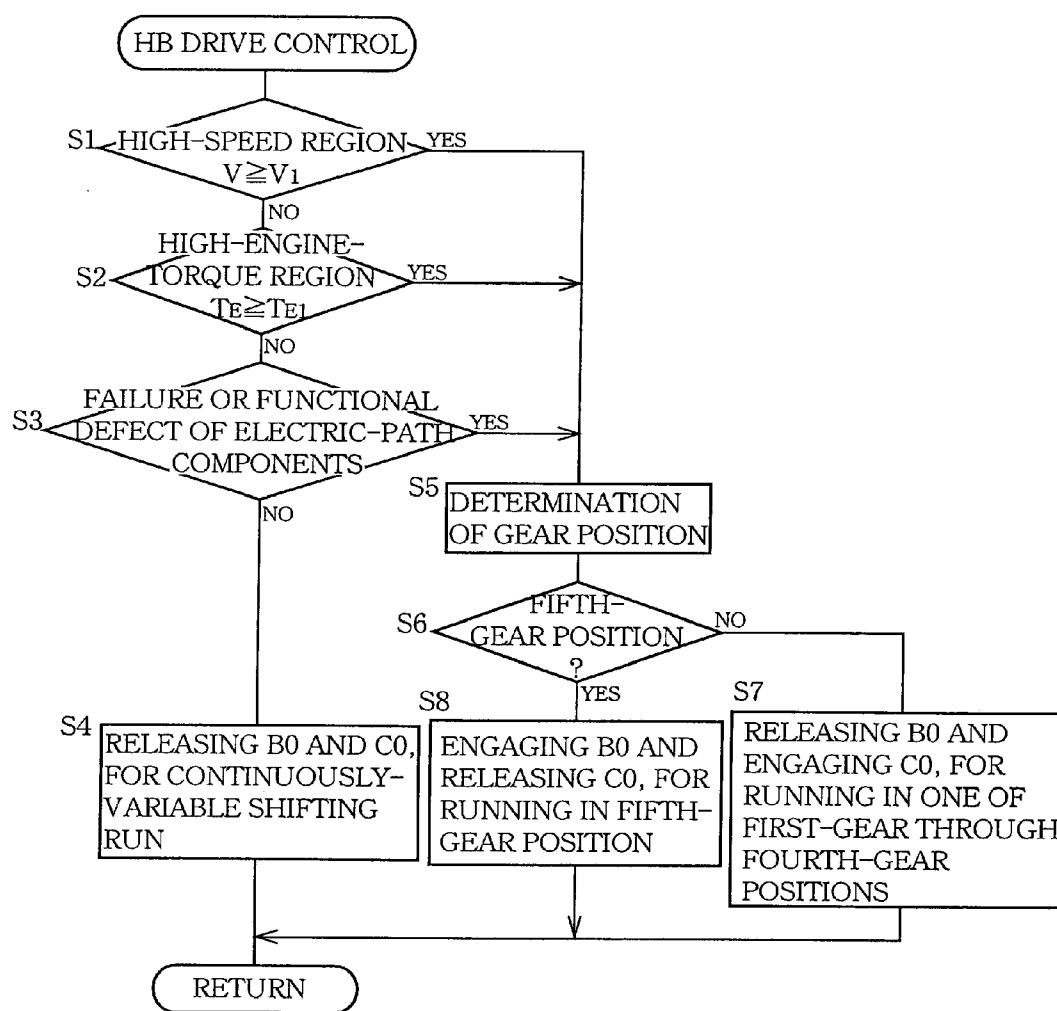 HB DRIVE CONTROL
S1
HIGH-SPEED REGION
V≧V1
YES
NO
S2
HIGH-ENGINE-
TORQUE REGION
TE≧TE1
YES
NO
S3
FAILURE OR FUNCTIONAL
DEFECT OF ELECTRIC-PATH
COMPONENTS
YES
NO
S5
DETERMINATION
OF GEAR POSITION
S6
FIFTH-
GEAR POSITION
?
NO
YES
S4
RELEASING B0 AND C0,
FOR CONTINUOUSLY-
VARIABLE SHIFTING
RUN
S8
ENGAGING B0 AND
RELEASING C0, FOR
RUNNING IN FIFTH-
GEAR POSITION
S7
RELEASING B0 AND
ENGAGING C0, FOR
RUNNING IN ONE OF
FIRST-GEAR THROUGH
FOURTH-GEAR
POSITIONS
RETURN